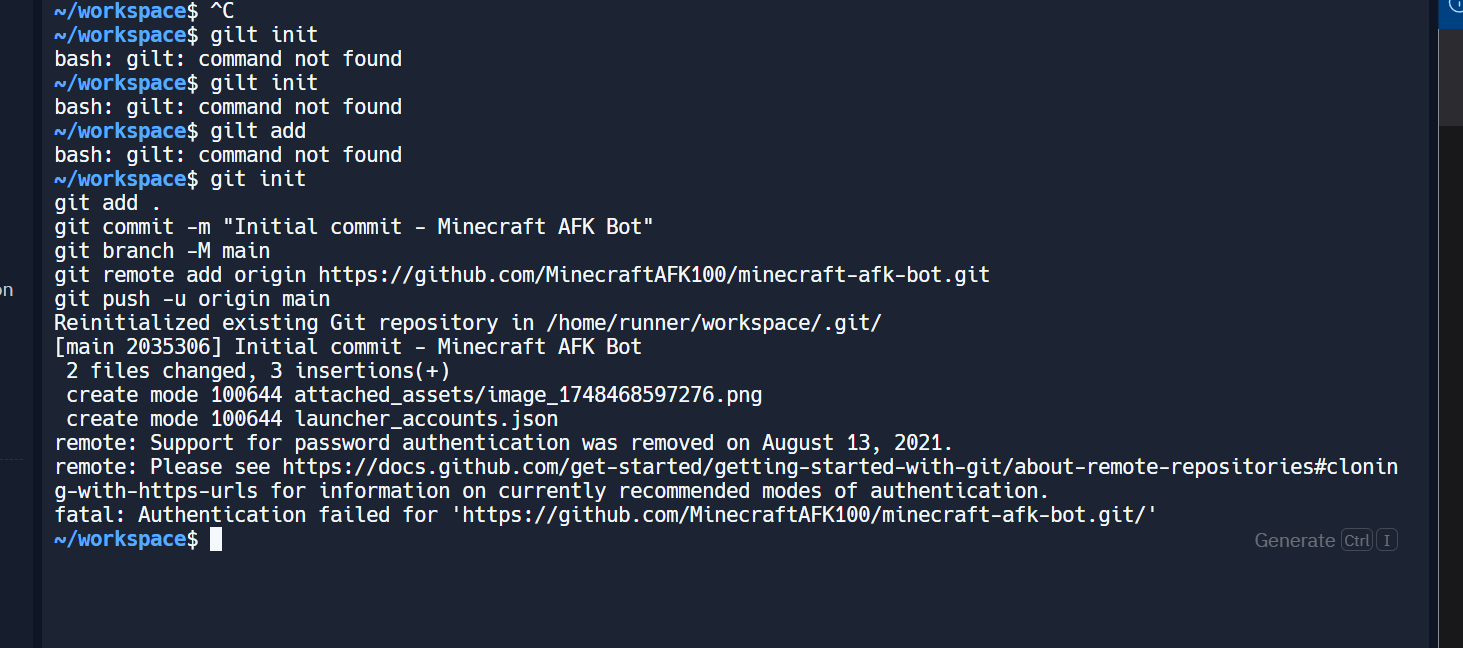 ~/workspace$ ^C
~/workspace$ gilt init
bash: gilt: command not found
~/workspace$ gilt init
bash: gilt: command not found
~/workspace$ gilt add
bash: gilt: command not found
~/workspace$ git init
git add .
git commit -m "Initial commit - Minecraft AFK Bot"
git branch -M main
git remote add origin https://github.com/MinecraftAFK100/minecraft-afk-bot.git
on
git push -u origin main
Reinitialized existing Git repository in /home/runner/workspace/.git/
[main 2035306] Initial commit - Minecraft AFK Bot
 2 files changed, 3 insertions(+)
 create mode 100644 attached_assets/image_1748468597276.png
 create mode 100644 launcher_accounts.json
remote: Support for password authentication was removed on August 13, 2021.
remote: Please see https://docs.github.com/get-started/getting-started-with-git/about-remote-repositories#clonin
g-with-https-urls for information on currently recommended modes of authentication.
fatal: Authentication failed for 'https://github.com/MinecraftAFK100/minecraft-afk-bot.git/'
~/workspace$
Generate Ctrl I